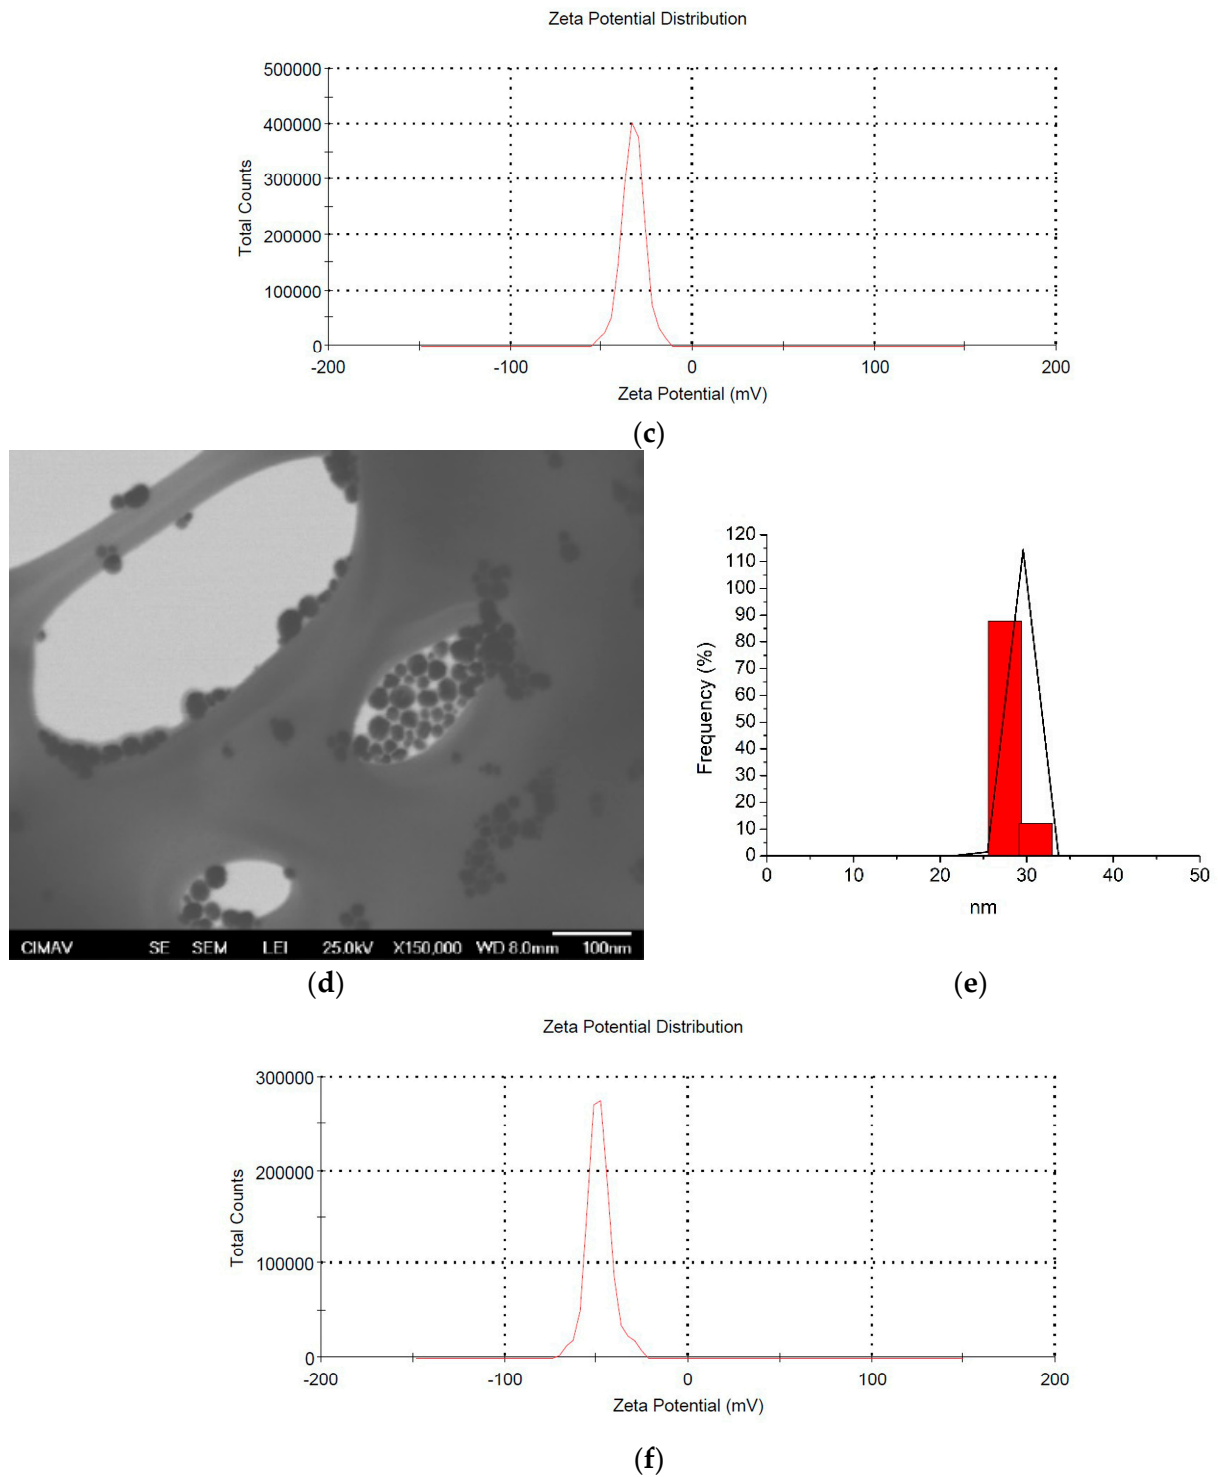 Zeta Potential Distribution
500000
400000
300000
200000
100000
0
Total Counts
-200 -100 0 100 200
Zeta Potential (mV)
(c)
CIMAV SE SEM LEI 25.0kV X150,000 WD 8.0mm 100nm
(d)
120
110
100
90
80
70
60
50
40
30
20
10
0
Frequency (%)
0 10 20 30 40 50
nm
(e)
Zeta Potential Distribution
300000
200000
100000
0
Total Counts
-200 -100 0 100 200
Zeta Potential (mV)
(f)